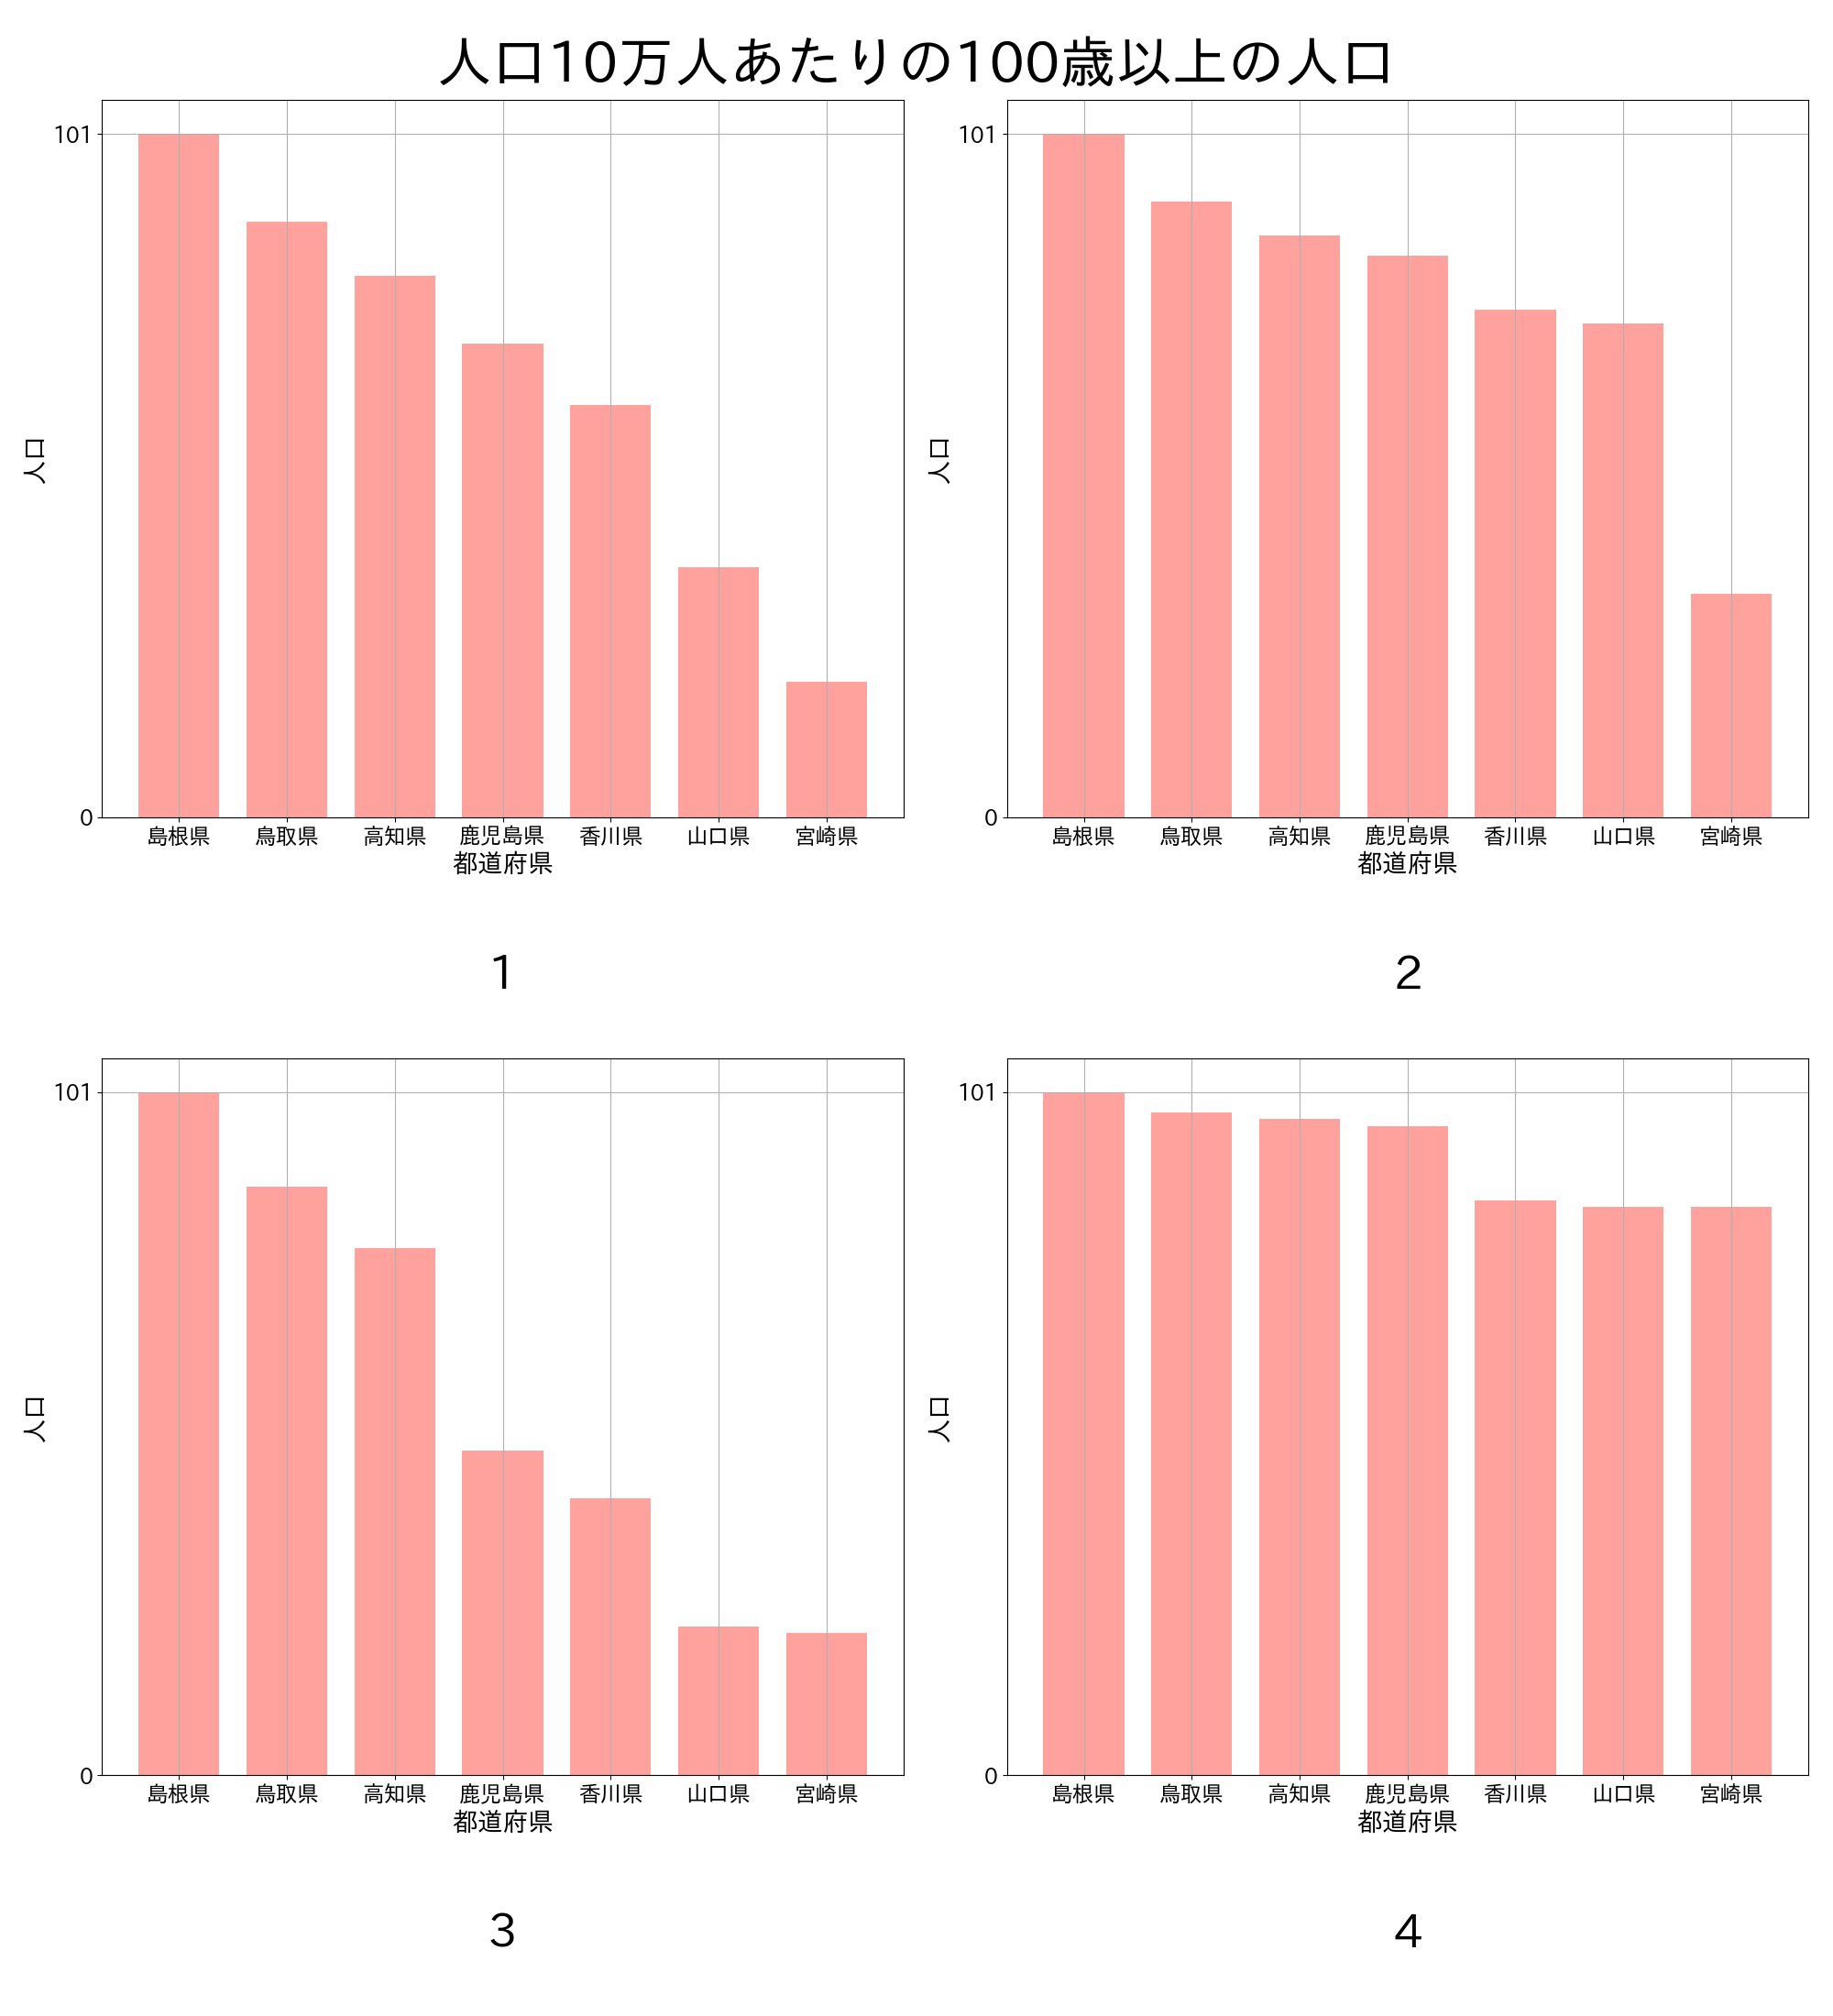 人口10万人あたりの100歳以上の人口
101
0
人口
島根県 鳥取県 高知県 鹿児島県 香川県 山口県 宮崎県
都道府県
1
101
0
人口
島根県 鳥取県 高知県 鹿児島県 香川県 山口県 宮崎県
都道府県
2
101
0
人口
島根県 鳥取県 高知県 鹿児島県 香川県 山口県 宮崎県
都道府県
3
101
0
人口
島根県 鳥取県 高知県 鹿児島県 香川県 山口県 宮崎県
都道府県
4